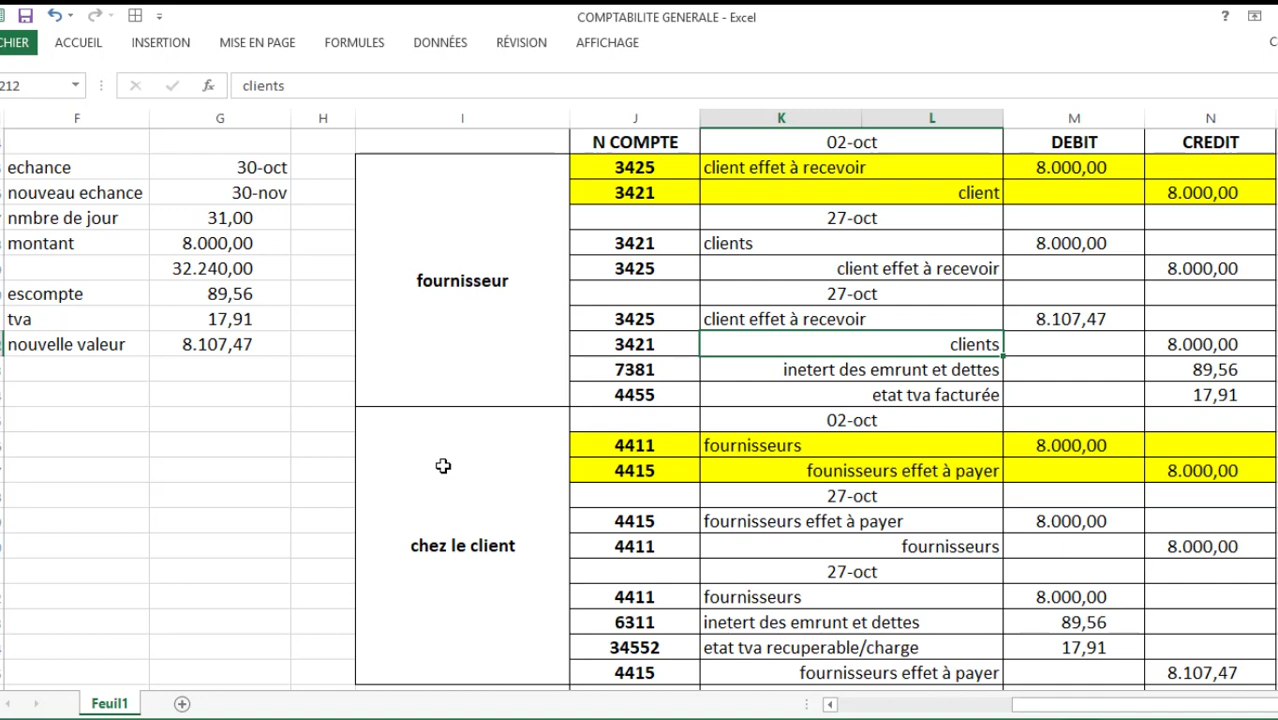 COMPTABILITE GENERALE - Excel
?
CHIER ACCUEIL INSERTION MISE EN PAGE FORMULES DONNÉES RÉVISION AFFICHAGE
212 fx clients
F G H I J K L M N
N COMPTE 02-oct DEBIT CREDIT
echance 30-oct 3425 client effet à recevoir 8.000,00
nouveau echance 30-nov 3421 client 8.000,00
nmbre de jour 31,00 27-oct
montant 8.000,00 3421 clients 8.000,00
32.240,00 3425 client effet à recevoir 8.000,00
fournisseur
escompte 89,56 27-oct
tva 17,91 3425 client effet à recevoir 8.107,47
nouvelle valeur 8.107,47 3421 clients 8.000,00
7381 inetert des emrunt et dettes 89,56
4455 etat tva facturée 17,91
02-oct
4411 fournisseurs 8.000,00
4415 founisseurs effet à payer 8.000,00
27-oct
4415 fournisseurs effet à payer 8.000,00
chez le client
4411 fournisseurs 8.000,00
27-oct
4411 fournisseurs 8.000,00
6311 inetert des emrunt et dettes 89,56
34552 etat tva recuperable/charge 17,91
4415 fournisseurs effet à payer 8.107,47
Feuil1